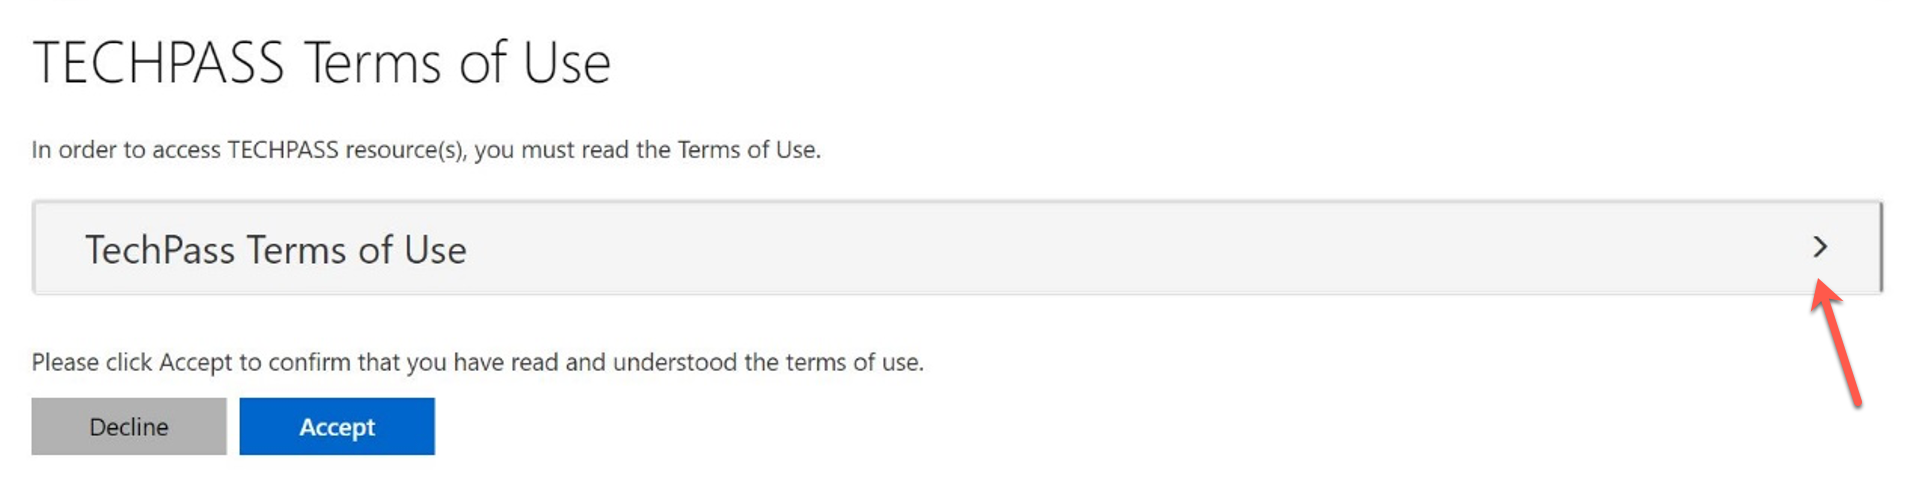 TECHPASS Terms of Use
In order to access TECHPASS resource(s), you must read the Terms of Use.
TechPass Terms of Use
Please click Accept to confirm that you have read and understood the terms of use.
Decline Accept